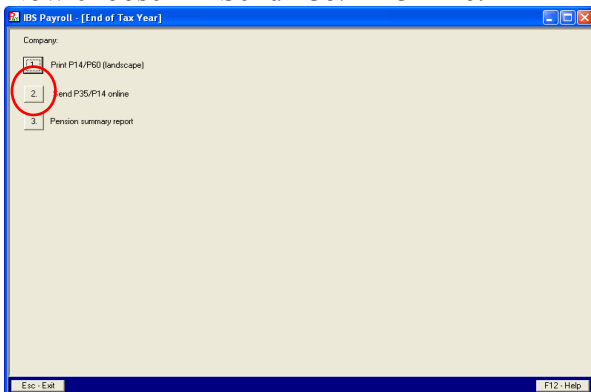 IBS Payroll - [End of Tax Year]
Company:
1. Print P14/P60 (landscape)
2. Send P35/P14 online
3. Pension summary report
Esc - Exit
F12 - Help